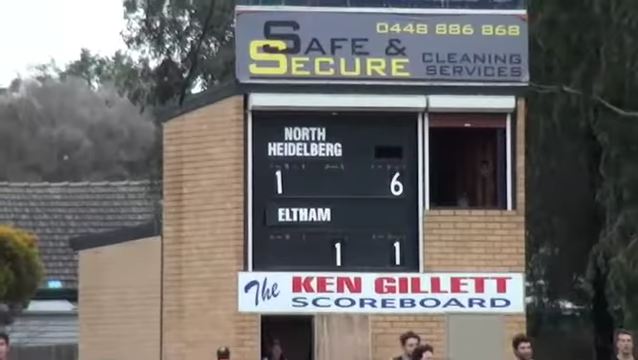 SAFE & SECURE
0448 886 868
CLEANING SERVICES
NORTH
HEIDELBERG
1 6
ELTHAM
1 1
The KEN GILLETT
SCOREBOARD